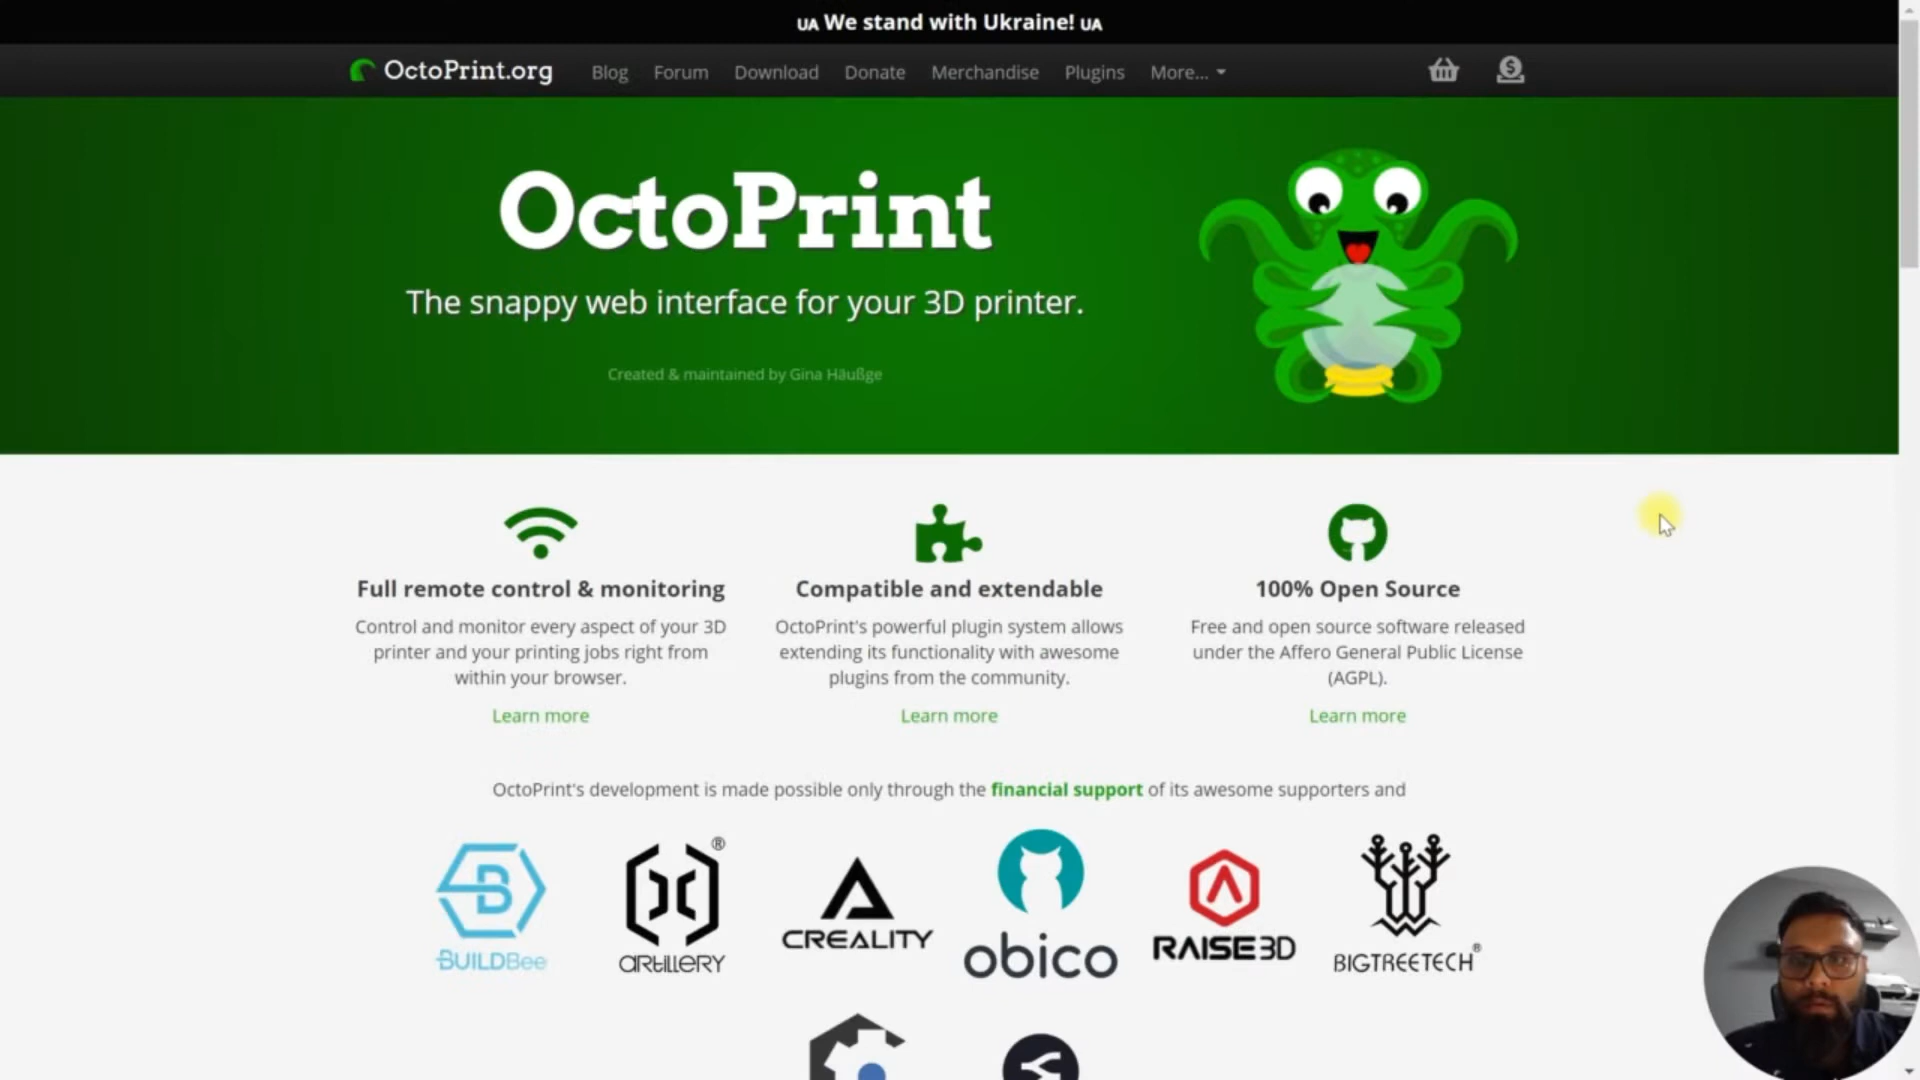 UA We stand with Ukraine! UA
OctoPrint.org Blog Forum Download Donate Merchandise Plugins More...
OctoPrint
The snappy web interface for your 3D printer.
Created & maintained by Gina Häußge
Full remote control & monitoring
Control and monitor every aspect of your 3D
printer and your printing jobs right from
within your browser.
Learn more
Compatible and extendable
OctoPrint's powerful plugin system allows
extending its functionality with awesome
plugins from the community.
Learn more
100% Open Source
Free and open source software released
under the Affero General Public License
(AGPL).
Learn more
OctoPrint's development is made possible only through the financial support of its awesome supporters and
BUILDBee
ARTILLERY ®
CREALITY
obico
RAISE3D
BIGTREETECH®